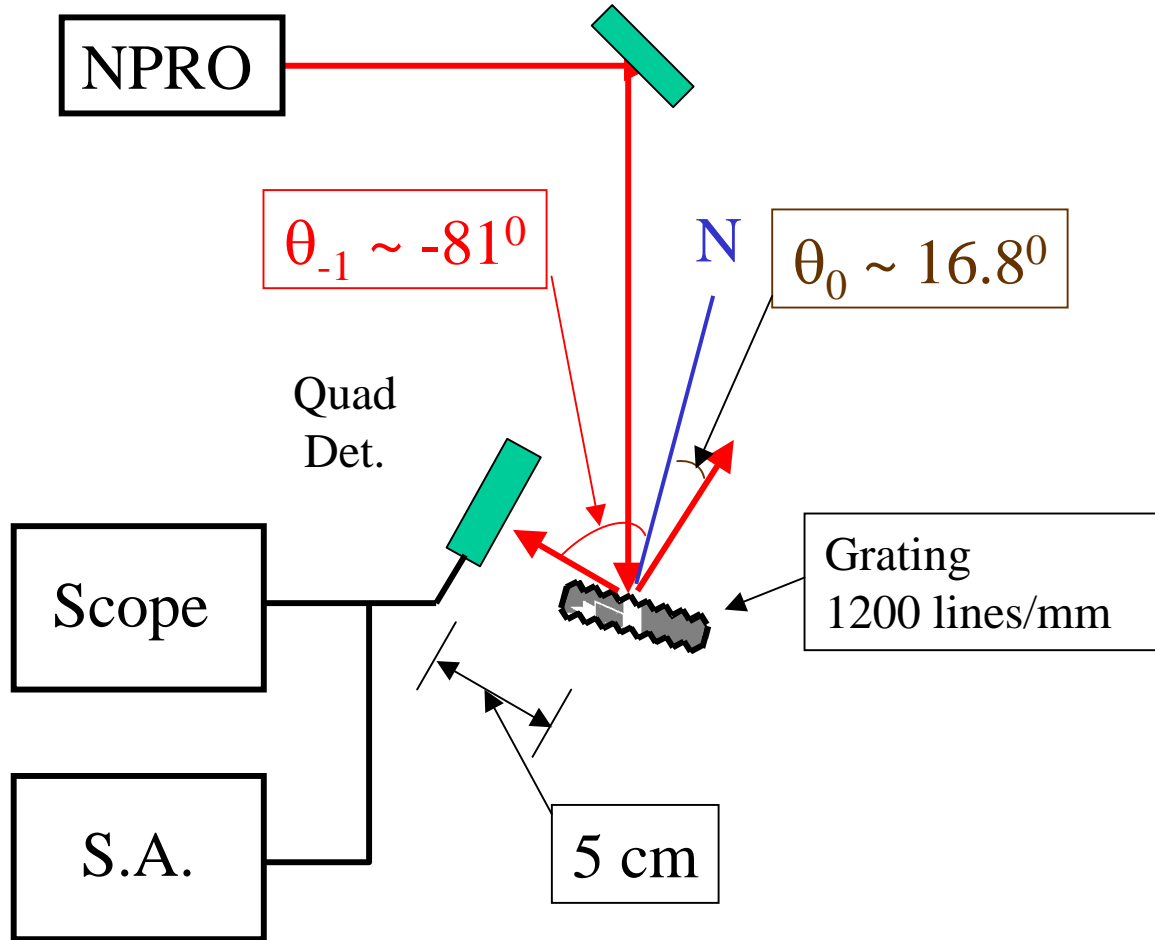 NPRO
θ₋₁ ~ -81⁰
N
θ₀ ~ 16.8⁰
Quad
Det.
Scope
Grating
1200 lines/mm
S.A.
5 cm